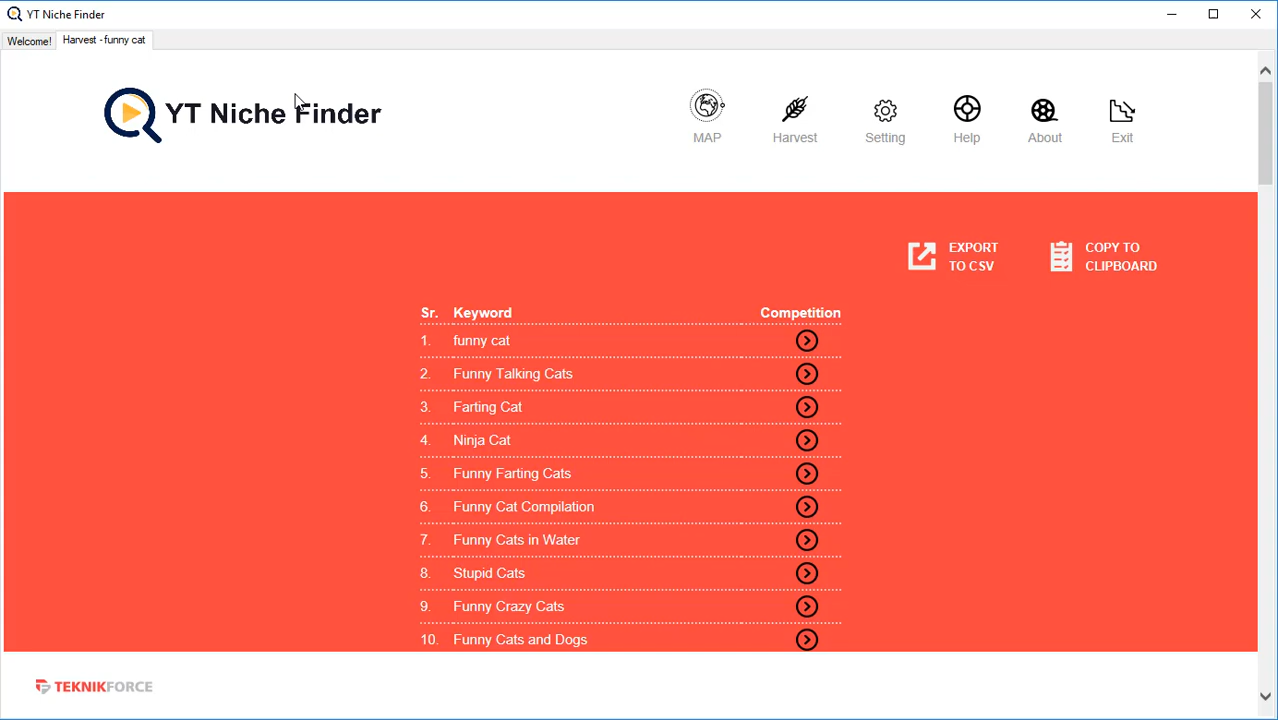 YT Niche Finder
Welcome! Harvest - funny cat
YT Niche Finder
MAP Harvest Setting Help About Exit
EXPORT TO CSV
COPY TO CLIPBOARD
Sr. Keyword Competition
1. funny cat
2. Funny Talking Cats
3. Farting Cat
4. Ninja Cat
5. Funny Farting Cats
6. Funny Cat Compilation
7. Funny Cats in Water
8. Stupid Cats
9. Funny Crazy Cats
10. Funny Cats and Dogs
TEKNIKFORCE